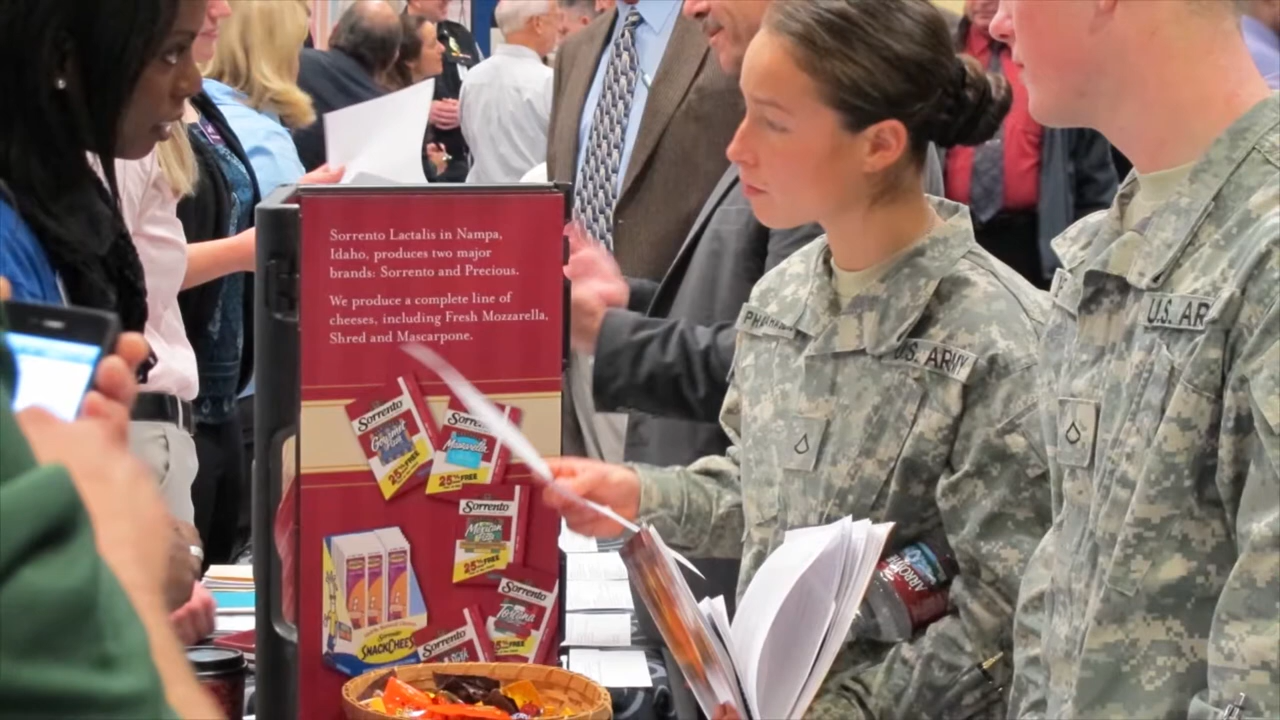 Sorrento Lactalis in Nampa,
Idaho, produces two major
brands: Sorrento and Precious.
We produce a complete line of
cheeses, including Fresh Mozzarella,
Shred and Mascarpone.
Sorrento
25% FREE
Sorrento
Mozzarella
25% FREE
Sorrento
25% FREE
Sorrento
Sorrento
Sorrento
SNACKCHEESE
U.S. ARMY
U.S. AR